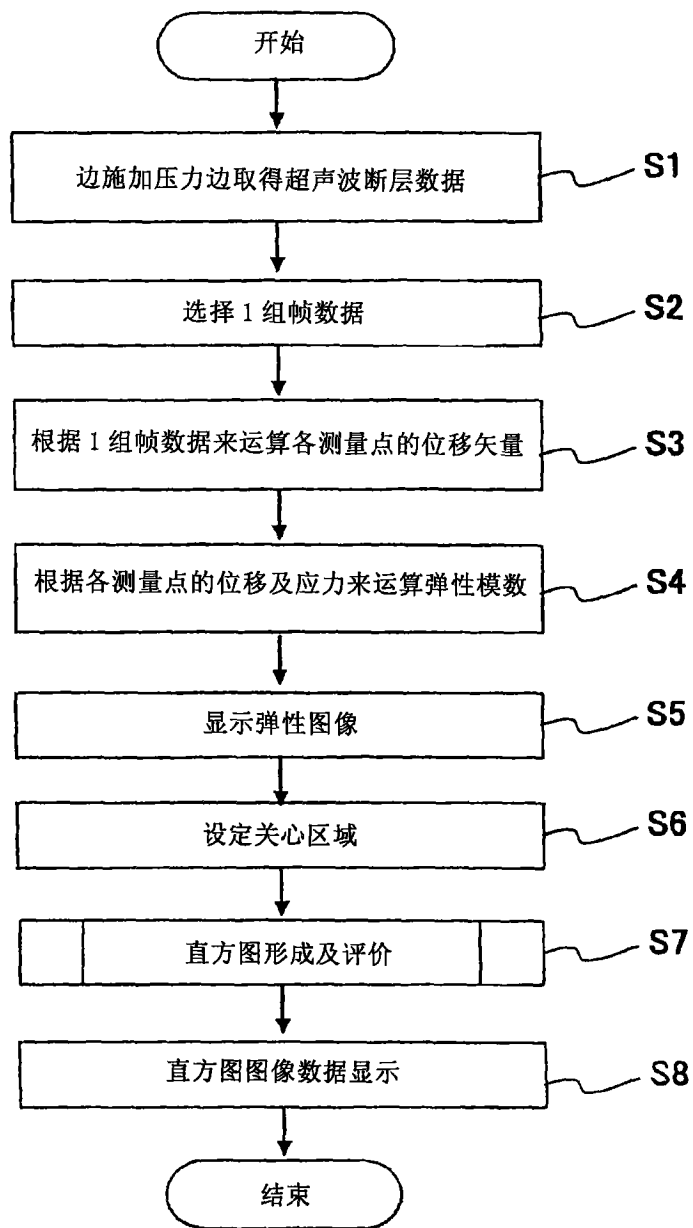 开始
边施加压力边取得超声波断层数据
S1
选择1组帧数据
S2
根据1组帧数据来运算各测量点的位移矢量
S3
根据各测量点的位移及应力来运算弹性模数
S4
显示弹性图像
S5
设定关心区域
S6
直方图形成及评价
S7
直方图图像数据显示
S8
结束